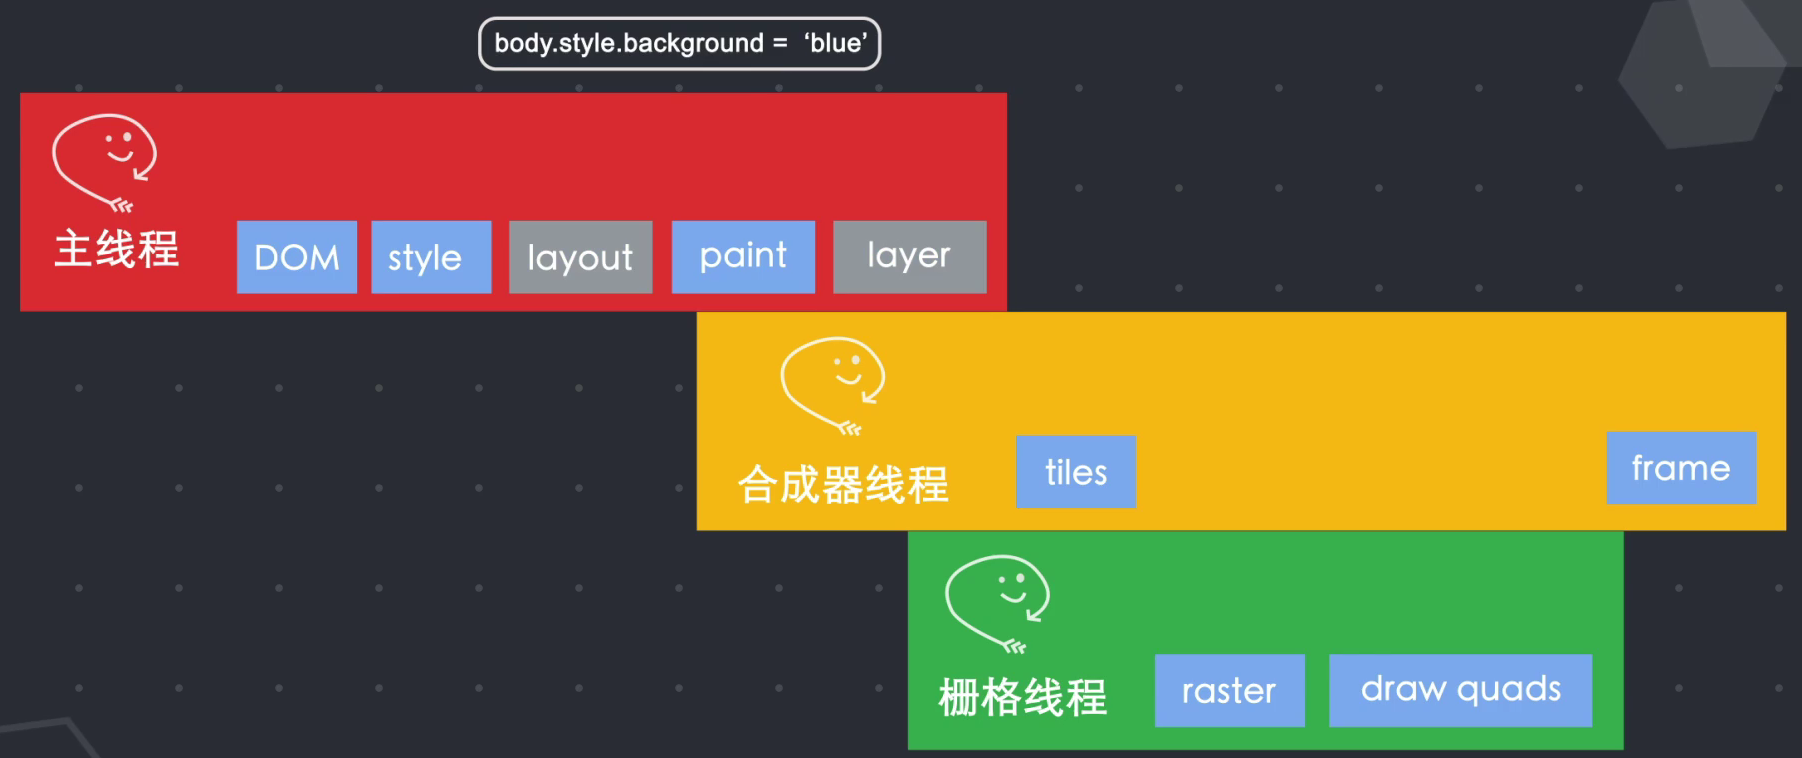 body.style.background = ‘blue’
主线程
DOM
style
layout
paint
layer
合成器线程
tiles
frame
栅格线程
raster
draw quads